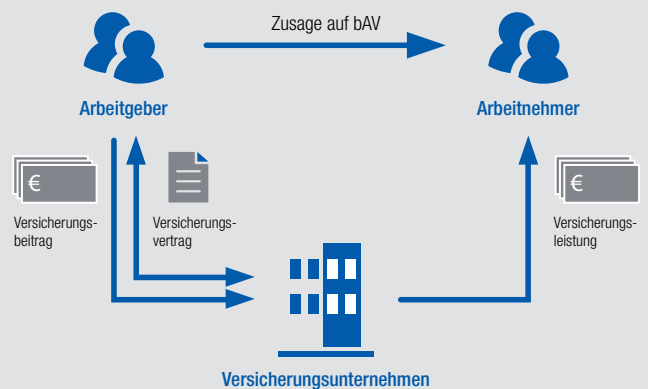 Zusage auf bAV
Arbeitgeber
Arbeitnehmer
€
Versicherungs-
beitrag
Versicherungs-
vertrag
€
Versicherungs-
leistung
Versicherungsunternehmen